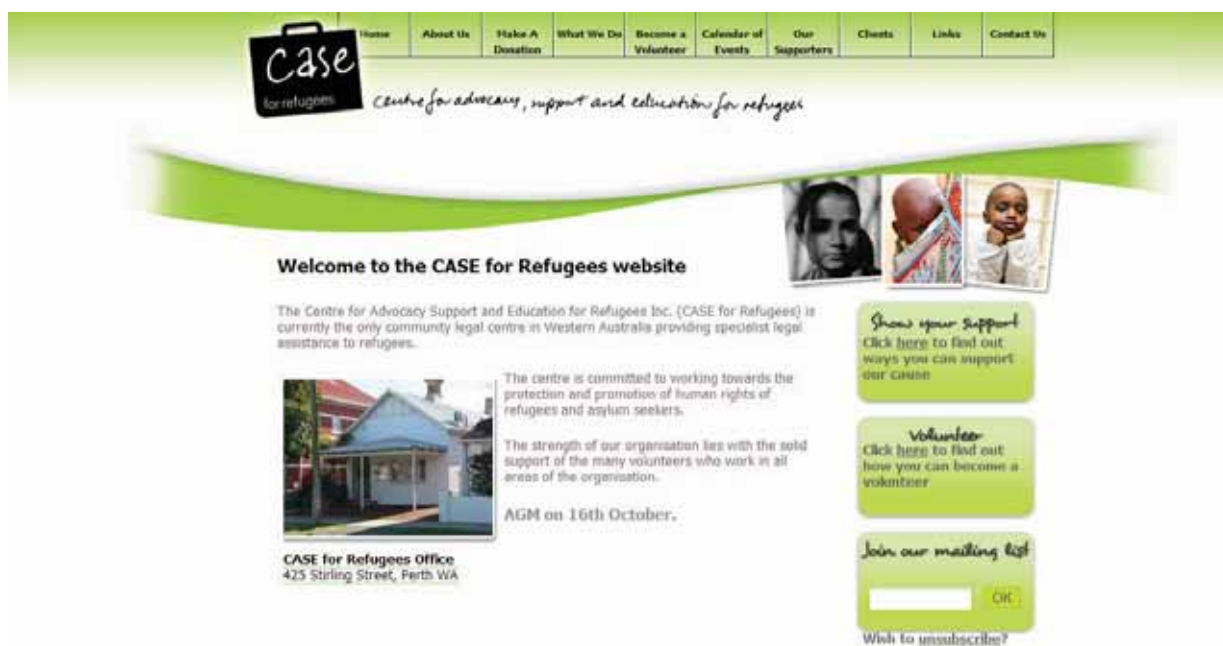 Home
About Us
Make A
Donation
What We Do
Become a
Volunteer
Calendar of
Events
Our
Supporters
Clients
Links
Contact Us
case
for refugees
centre for advocacy, support and education for refugees
Welcome to the CASE for Refugees website
The Centre for Advocacy Support and Education for Refugees Inc. (CASE for Refugees) is
currently the only community legal centre in Western Australia providing specialist legal
assistance to refugees.
The centre is committed to working towards the
protection and promotion of human rights of
refugees and asylum seekers.
The strength of our organisation lies with the solid
support of the many volunteers who work in all
areas of the organisation.
AGM on 16th October.
CASE for Refugees Office
425 Stirling Street, Perth WA
Show your support
Click here to find out
ways you can support
our cause
Volunteer
Click here to find out
how you can become a
volunteer
Join our mailing list
OK
Wish to unsubscribe?